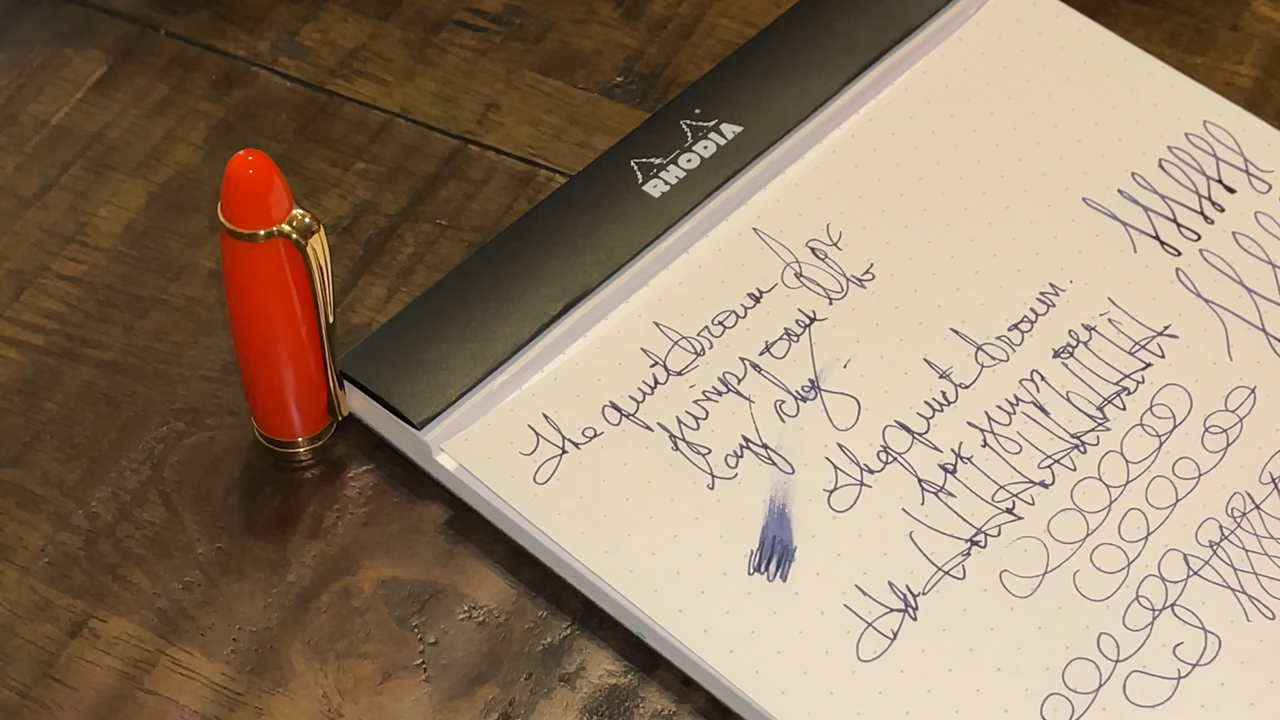 RHODIA
The quick brown fox
jumps over the
lazy dog.
The quick brown.
fox jumps over